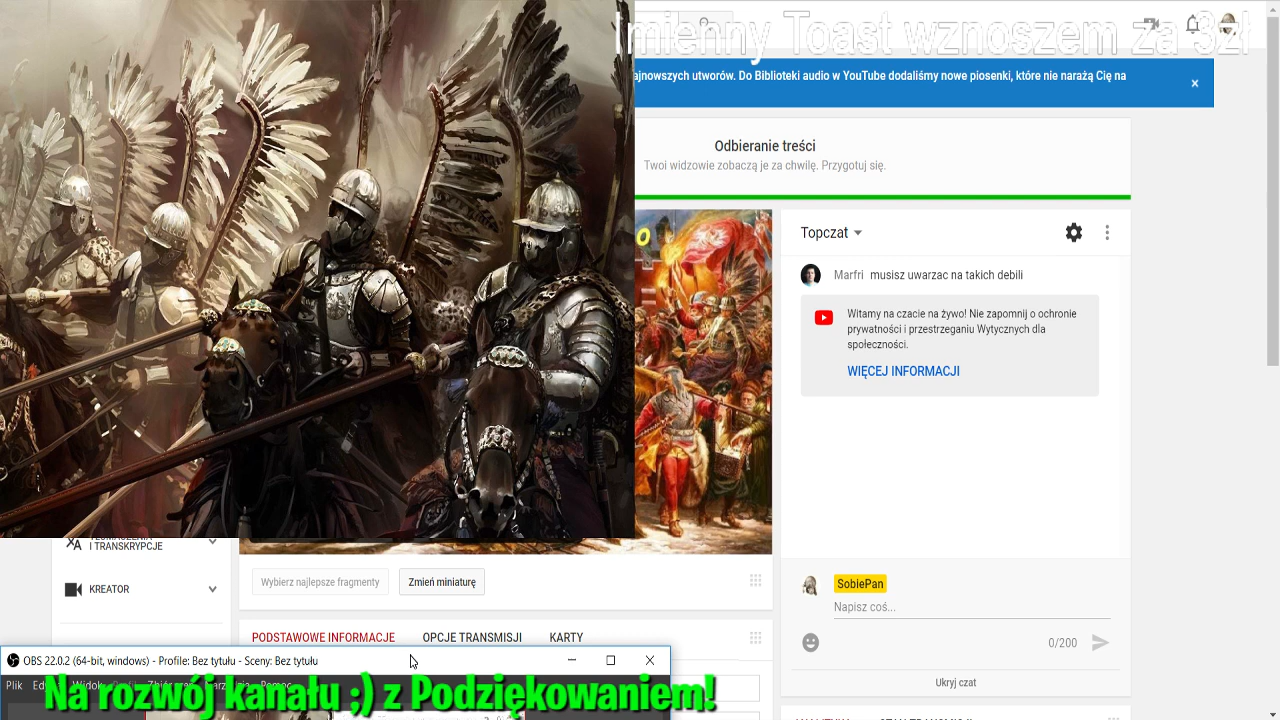 Imienny Toast wznoszem za 3zł
ajnowszych utworów. Do Biblioteki audio w YouTube dodaliśmy nowe piosenki, które nie narażą Cię na
Odbieranie treści
Twoi widzowie zobaczą je za chwilę. Przygotuj się.
Topczat
Marfri musisz uwarzac na takich debili
Witamy na czacie na żywo! Nie zapomnij o ochronie
prywatności i przestrzeganiu Wytycznych dla
społeczności.
WIĘCEJ INFORMACJI
I TRANSKRYPCJE
KREATOR
Wybierz najlepsze fragmenty
Zmień miniaturę
SobiePan
Napisz coś...
0/200
Ukryj czat
PODSTAWOWE INFORMACJE
OPCJE TRANSMISJI
KARTY
OBS 22.0.2 (64-bit, windows) - Profile: Bez tytułu - Sceny: Bez tytułu
Plik
Na rozwój kanału ;) z Podziękowaniem!